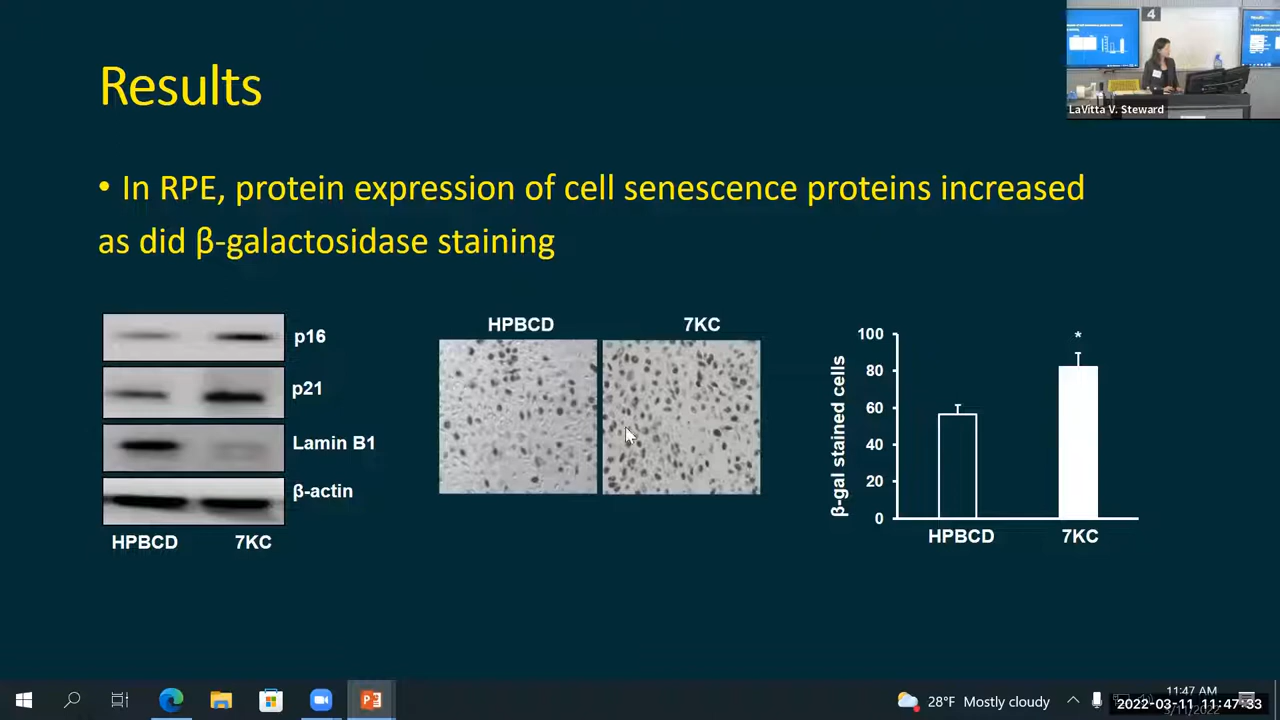 4
LaVitta V. Steward
Results
• In RPE, protein expression of cell senescence proteins increased
as did β-galactosidase staining
p16
p21
Lamin B1
β-actin
HPBCD 7KC
HPBCD 7KC
β-gal stained cells
100
80
60
40
20
0
*
HPBCD 7KC
28°F Mostly cloudy
11:47 AM
2022-03-11 11:47:33